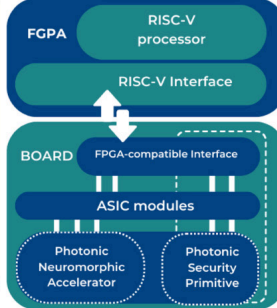 FGPA
RISC-V
processor
RISC-V Interface
BOARD
FPGA-compatible Interface
ASIC modules
Photonic
Neuromorphic
Accelerator
Photonic
Security
Primitive